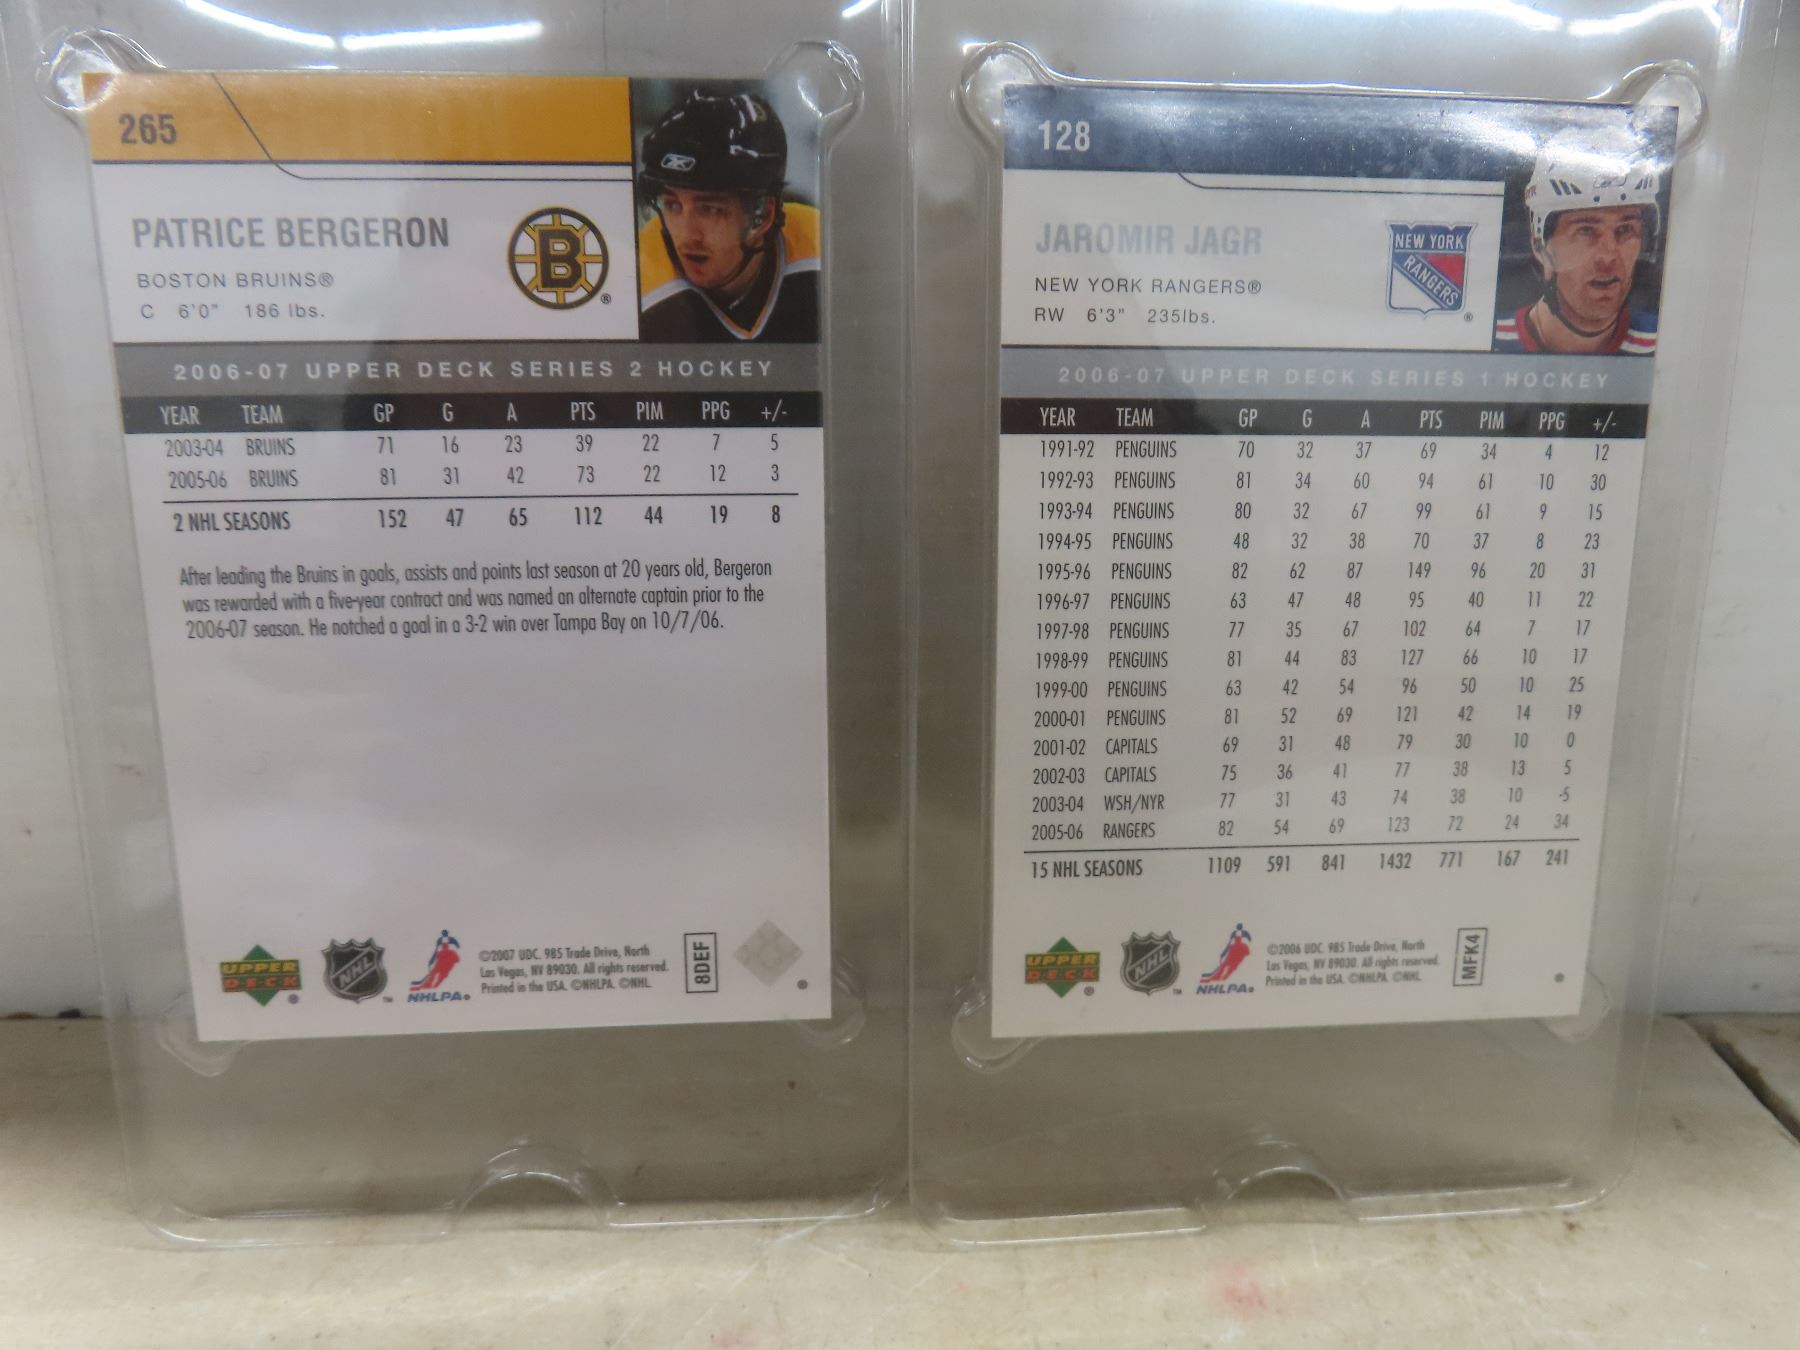 265
PATRICE BERGERON
BOSTON BRUINS®
C 6'0" 186 lbs.
B ®
2006-07 UPPER DECK SERIES 2 HOCKEY
YEAR TEAM GP G A PTS PIM PPG +/-
2003-04 BRUINS 71 16 23 39 22 7 5
2005-06 BRUINS 81 31 42 73 22 12 3
2 NHL SEASONS 152 47 65 112 44 19 8
After leading the Bruins in goals, assists and points last season at 20 years old, Bergeron
was rewarded with a five-year contract and was named an alternate captain prior to the
2006-07 season. He notched a goal in a 3-2 win over Tampa Bay on 10/7/06.
UPPER
DECK ®
NHL ™
NHLPA®
©2007 UDC. 985 Trade Drive, North
Las Vegas, NV 89030. All rights reserved.
Printed in the USA. ©NHLPA. ©NHL.
8DEF
®
128
JAROMIR JAGR
NEW YORK RANGERS®
RW 6'3" 235lbs.
NEW YORK
RANGERS ®
2006-07 UPPER DECK SERIES 1 HOCKEY
YEAR TEAM GP G A PTS PIM PPG +/-
1991-92 PENGUINS 70 32 37 69 34 4 12
1992-93 PENGUINS 81 34 60 94 61 10 30
1993-94 PENGUINS 80 32 67 99 61 9 15
1994-95 PENGUINS 48 32 38 70 37 8 23
1995-96 PENGUINS 82 62 87 149 96 20 31
1996-97 PENGUINS 63 47 48 95 40 11 22
1997-98 PENGUINS 77 35 67 102 64 7 17
1998-99 PENGUINS 81 44 83 127 66 10 17
1999-00 PENGUINS 63 42 54 96 50 10 25
2000-01 PENGUINS 81 52 69 121 42 14 19
2001-02 CAPITALS 69 31 48 79 30 10 0
2002-03 CAPITALS 75 36 41 77 38 13 5
2003-04 WSH/NYR 77 31 43 74 38 10 -5
2005-06 RANGERS 82 54 69 123 72 24 34
15 NHL SEASONS 1109 591 841 1432 771 167 241
UPPER
DECK ®
NHL ™
NHLPA®
©2006 UDC. 985 Trade Drive, North
Las Vegas, NV 89030. All rights reserved.
Printed in the USA. ©NHLPA. ©NHL.
MFK4
®